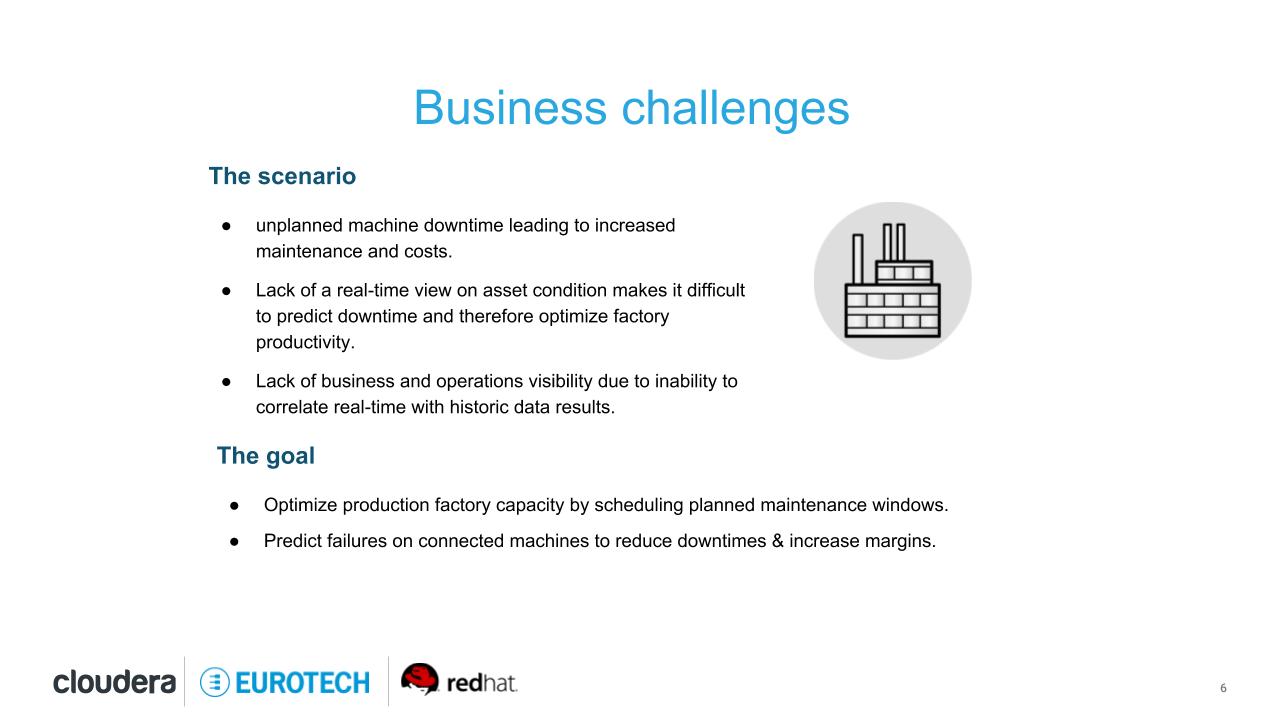 Business challenges
The scenario
● unplanned machine downtime leading to increased
maintenance and costs.
● Lack of a real-time view on asset condition makes it difficult
to predict downtime and therefore optimize factory
productivity.
● Lack of business and operations visibility due to inability to
correlate real-time with historic data results.
The goal
● Optimize production factory capacity by scheduling planned maintenance windows.
● Predict failures on connected machines to reduce downtimes & increase margins.
cloudera EUROTECH redhat.
6